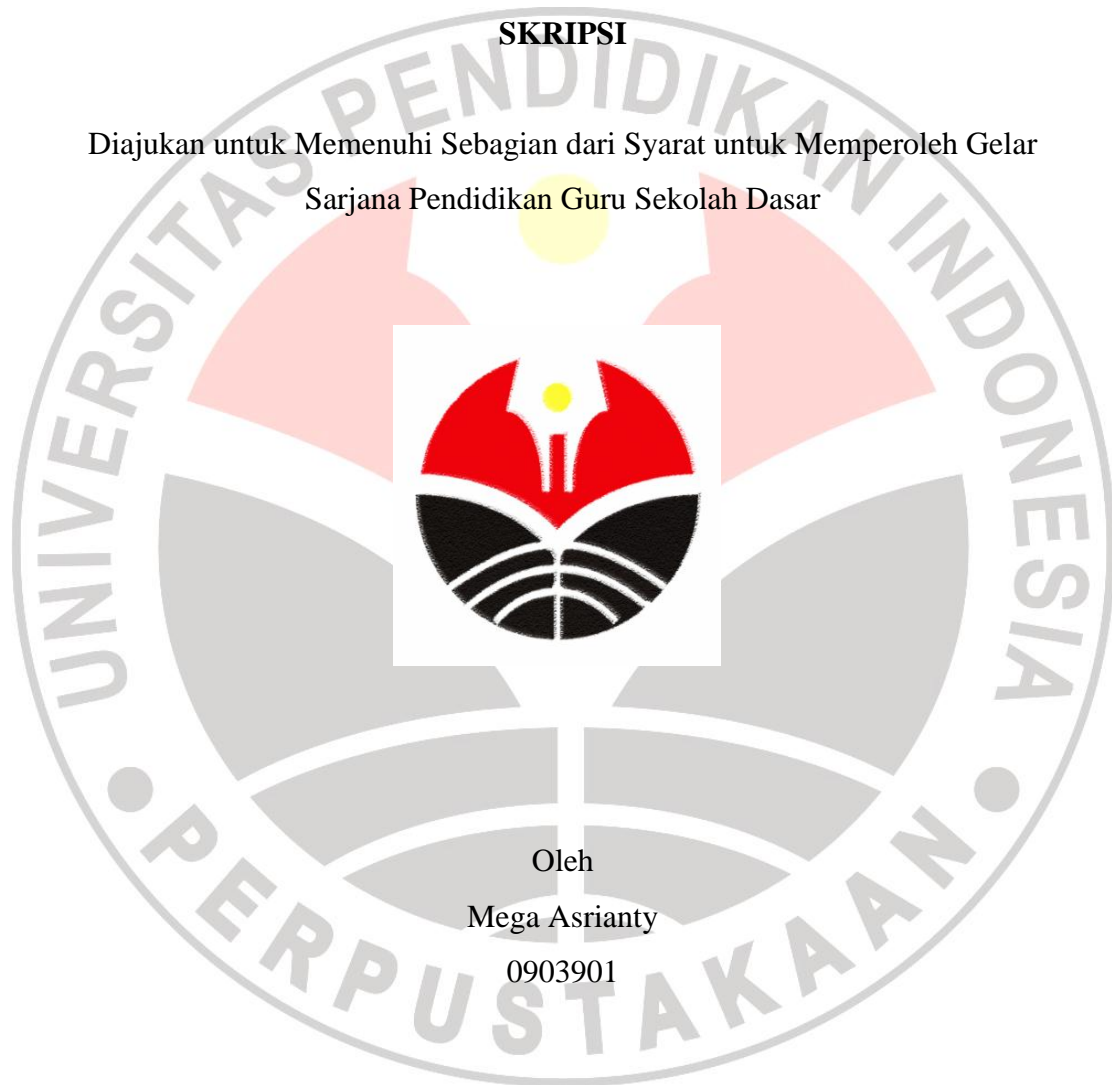 SKRIPSI
Diajukan untuk Memenuhi Sebagian dari Syarat untuk Memperoleh Gelar
Sarjana Pendidikan Guru Sekolah Dasar
Oleh
Mega Asrianty
0903901
UNIVERSITAS PENDIDIKAN INDONESIA
PERPUSTAKAAN